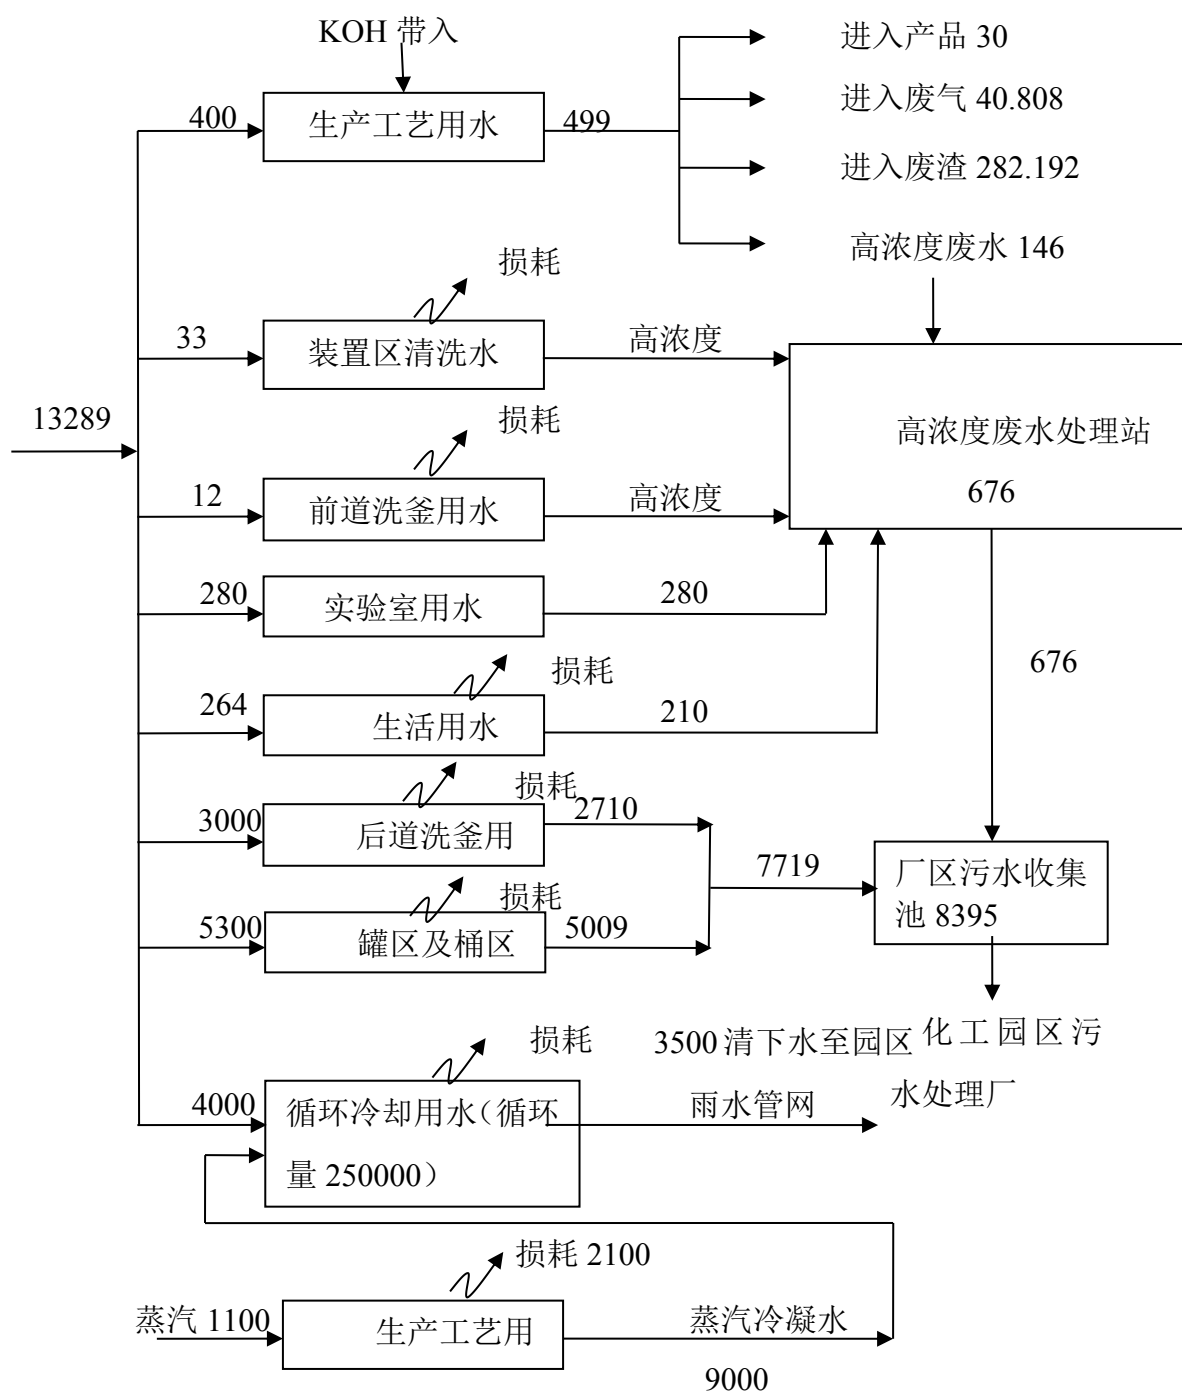 KOH 带入
进入产品 30
400
生产工艺用水
499
进入废气 40.808
进入废渣 282.192
高浓度废水 146
损耗
33
装置区清洗水
高浓度
13289
损耗
高浓度废水处理站
676
12
前道洗釜用水
高浓度
280
实验室用水
280
损耗
676
264
生活用水
210
损耗
3000
后道洗釜用
2710
7719
厂区污水收集
池 8395
损耗
5300
罐区及桶区
5009
损耗
3500 清下水至园区
化工园区污
水处理厂
4000
循环冷却用水（循环
量 250000）
雨水管网
损耗 2100
蒸汽 1100
生产工艺用
蒸汽冷凝水
9000